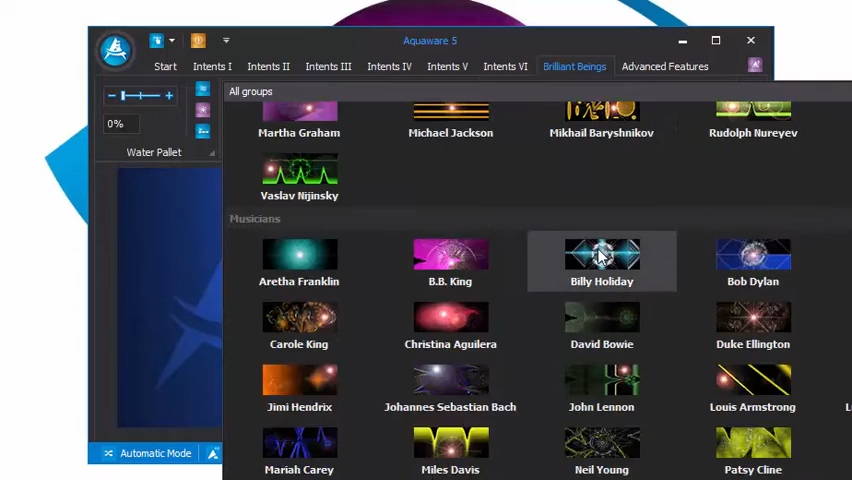 Aquaware 5
Start Intents I Intents II Intents III Intents IV Intents V Intents VI Brilliant Beings Advanced Features
All groups
0%
Water Pallet
Martha Graham Michael Jackson Mikhail Baryshnikov Rudolph Nureyev
Vaslav Nijinsky
Musicians
Aretha Franklin B.B. King Billy Holiday Bob Dylan
Carole King Christina Aguilera David Bowie Duke Ellington
Jimi Hendrix Johannes Sebastian Bach John Lennon Louis Armstrong
Mariah Carey Miles Davis Neil Young Patsy Cline
Automatic Mode